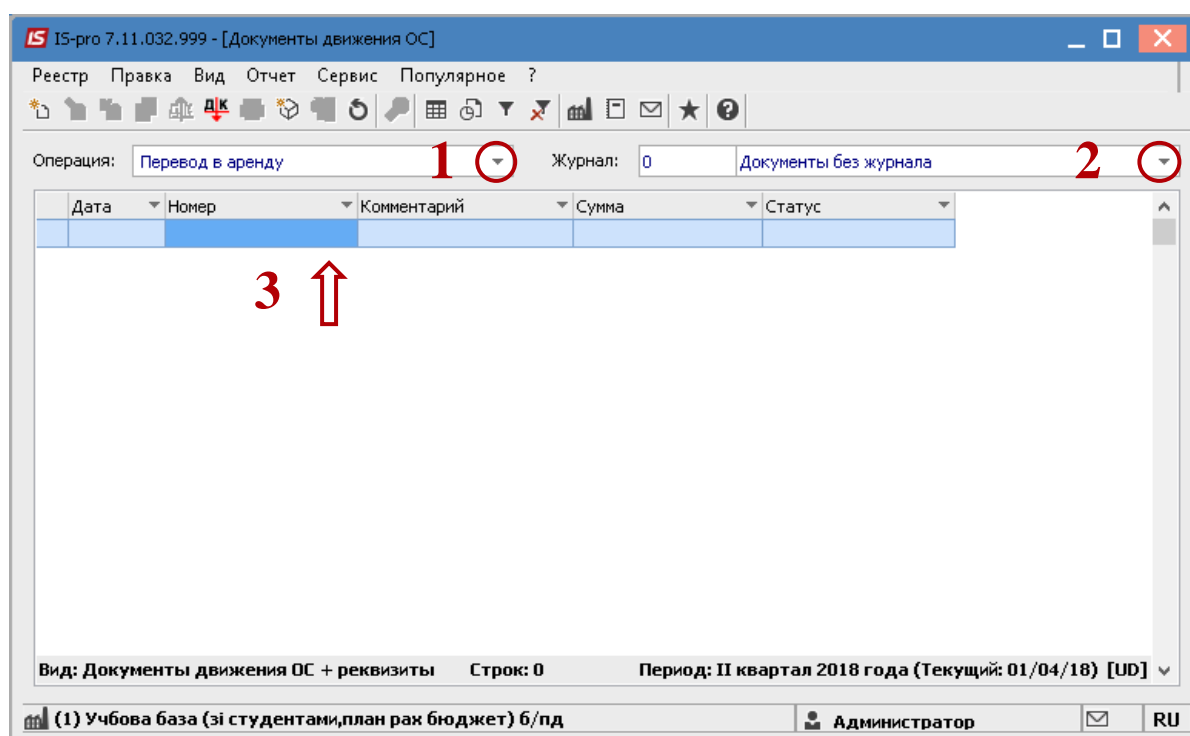 IS IS-pro 7.11.032.999 - [Документы движения ОС]
Реестр Правка Вид Отчет Сервис Популярное ?
Операция: Перевод в аренду 1 Журнал: 0 Документы без журнала 2
Дата Номер Комментарий Сумма Статус
3
Вид: Документы движения ОС + реквизиты Строк: 0 Период: II квартал 2018 года (Текущий: 01/04/18) [UD]
(1) Учбова база (зі студентами,план рах бюджет) б/пд Администратор RU